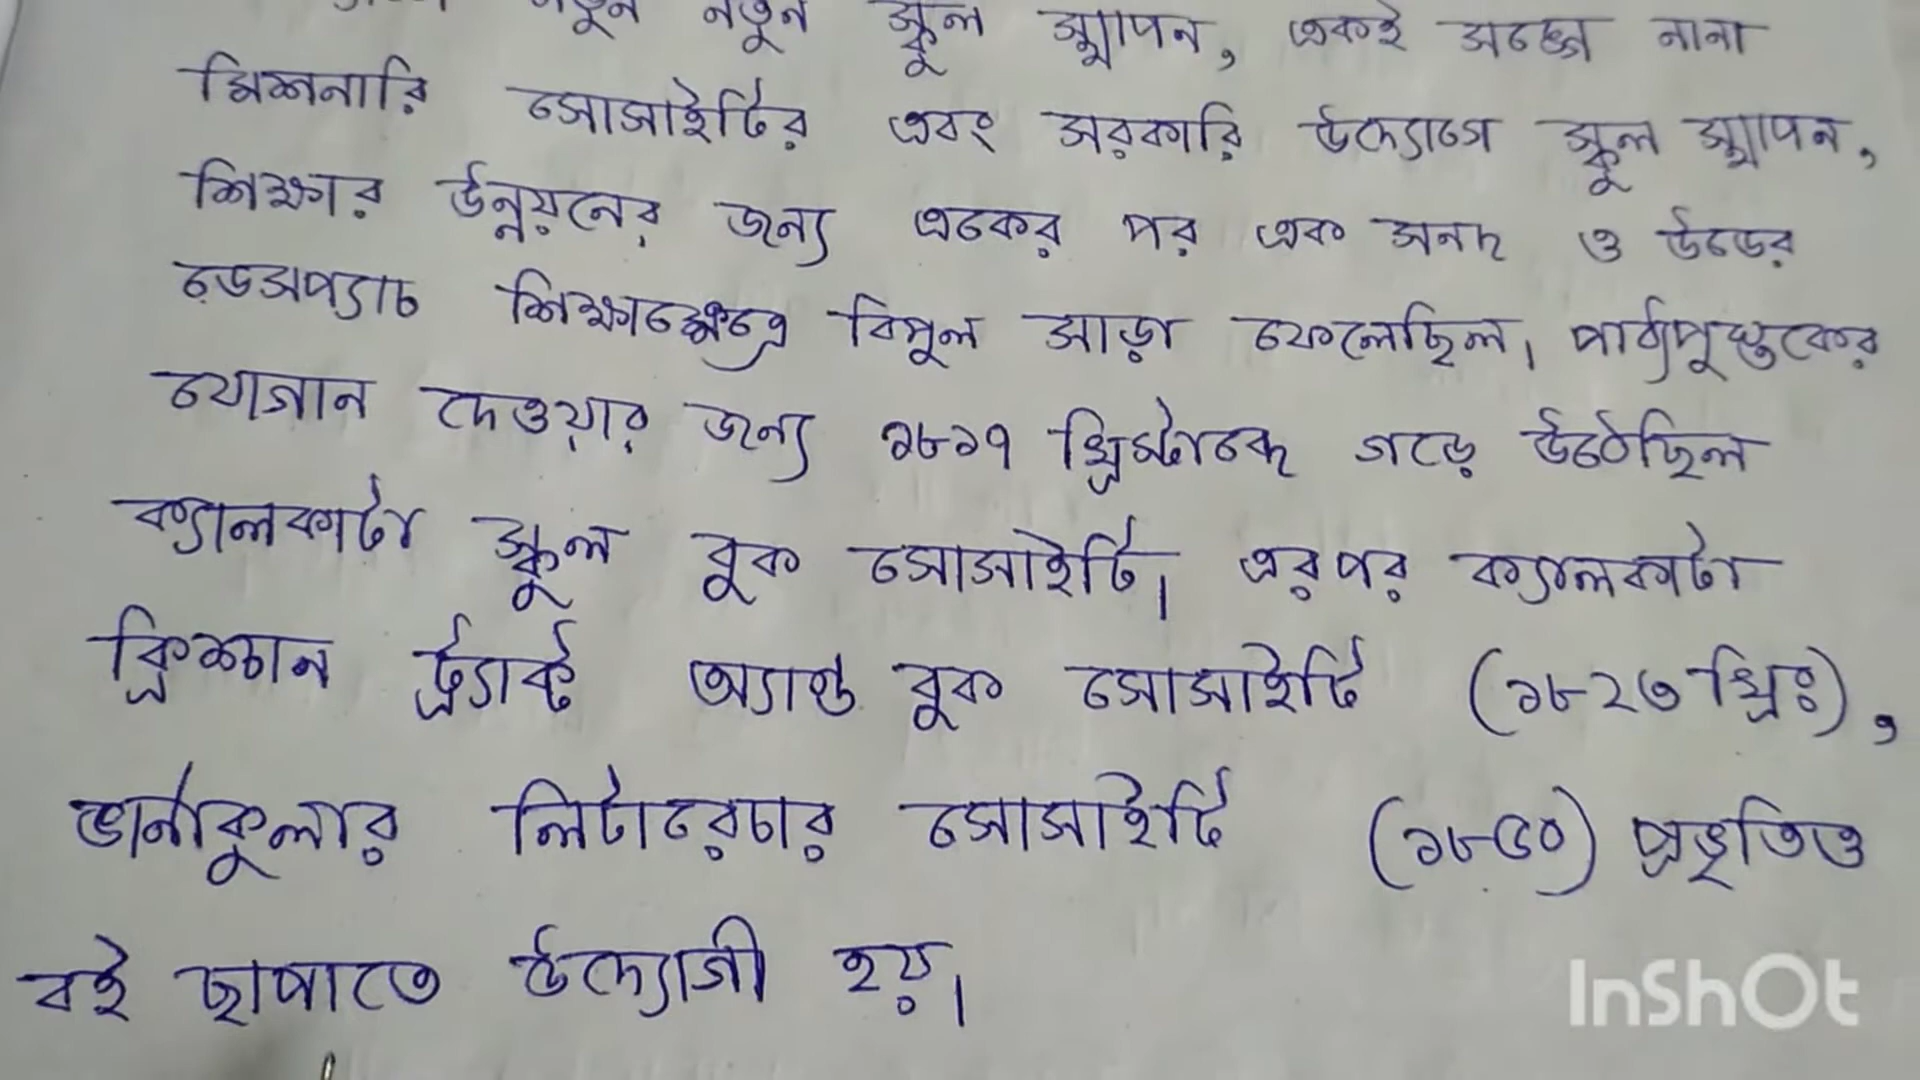 নতুন নতুন স্কুল স্থাপন, একই সঙ্গে নানা
মিশনারি সোসাইটির এবং সরকারি উদ্যোগে স্কুল স্থাপন,
শিক্ষার উন্নয়নের জন্য একের পর এক সনদ ও উডের
ডেসপ্যাচ শিক্ষাক্ষেত্রে বিপুল সাড়া ফেলেছিল। পাঠ্যপুস্তকের
যোগান দেওয়ার জন্য ১৮১৭ খ্রিস্টাব্দে গড়ে উঠেছিল
ক্যালকাটা স্কুল বুক সোসাইটি। এরপর ক্যালকাটা
ক্রিশ্চান ট্র্যাক্ট অ্যান্ড বুক সোসাইটি (১৮২৩ খ্রিঃ),
ভার্নাকুলার লিটারেচার সোসাইটি (১৮৫০) প্রভৃতিও
বই ছাপাতে উদ্যোগী হয়।
InShOt